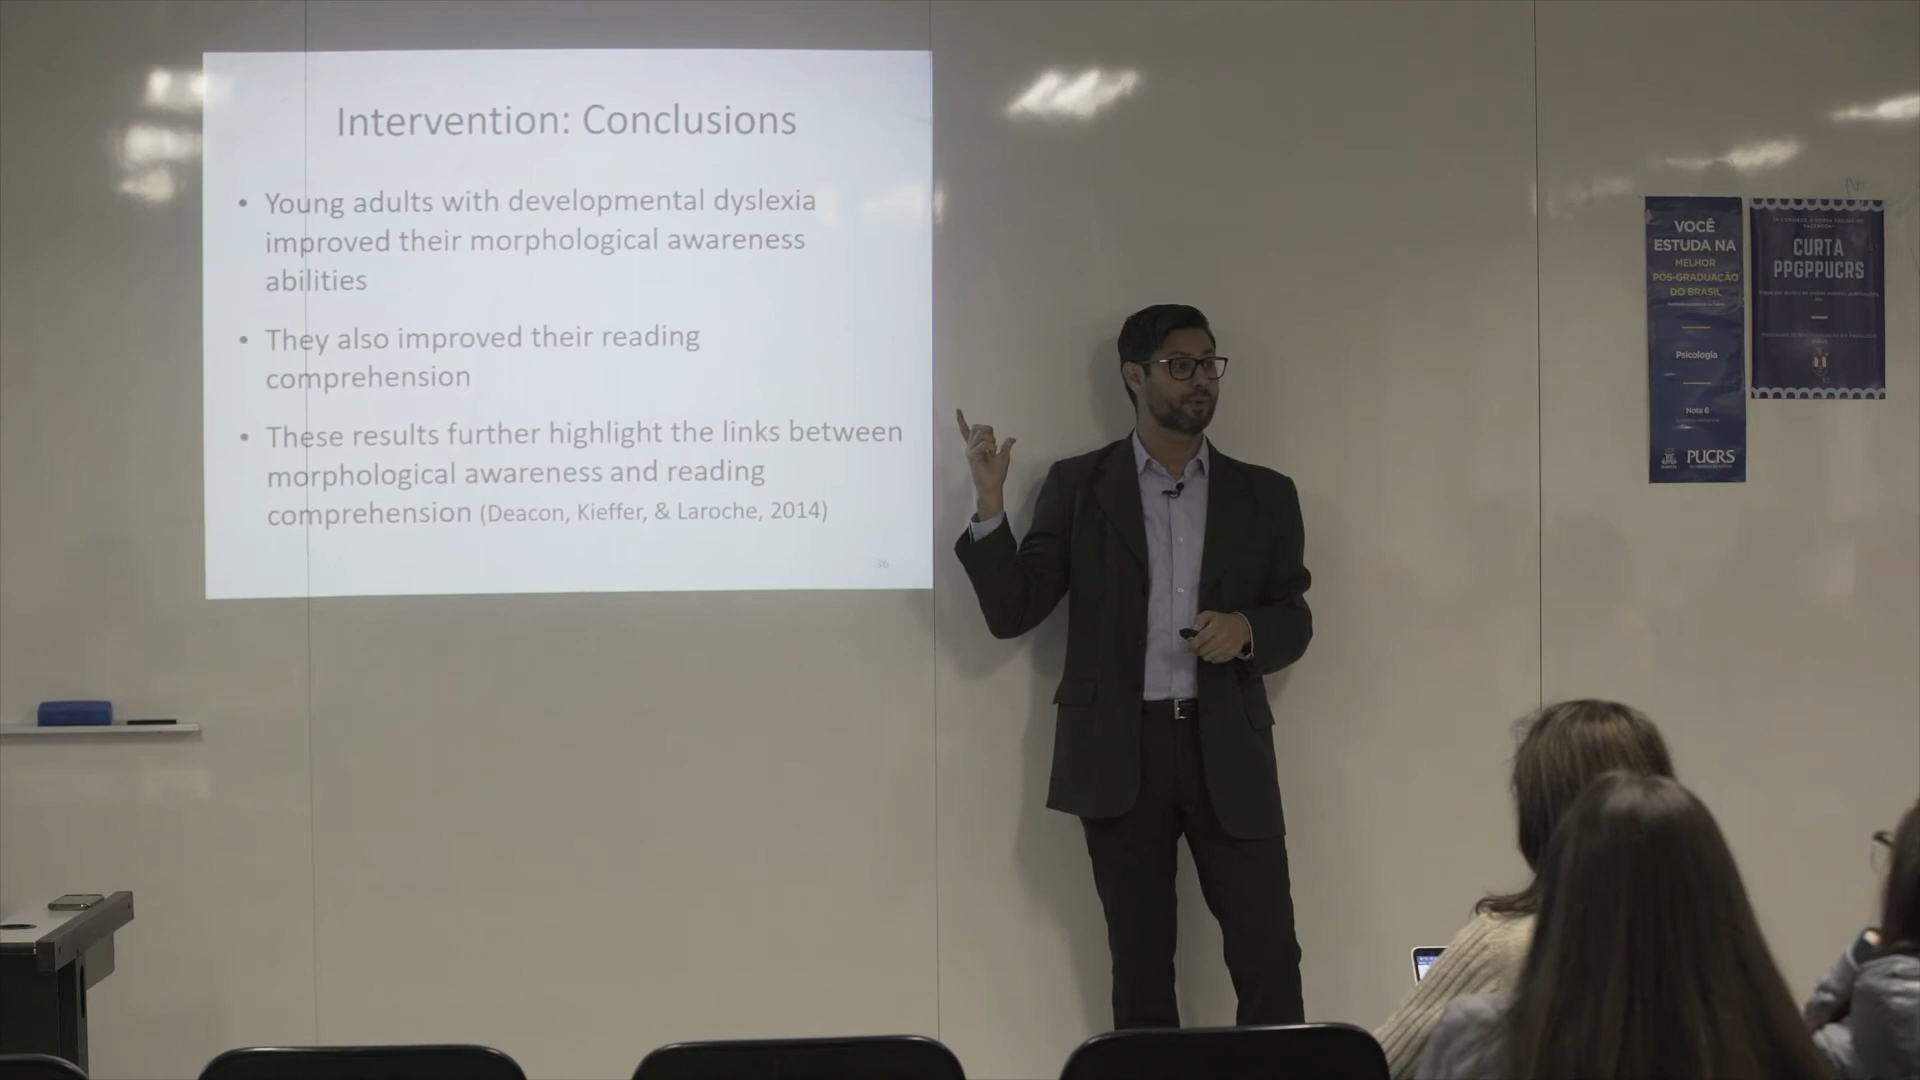 Intervention: Conclusions
• Young adults with developmental dyslexia
improved their morphological awareness
abilities
• They also improved their reading
comprehension
• These results further highlight the links between
morphological awareness and reading
comprehension (Deacon, Kieffer, & Laroche, 2014)
36
VOCÊ
ESTUDA NA
MELHOR
PÓS-GRADUAÇÃO
DO BRASIL
Psicologia
Nota 6
PUCRS
CURTA
PPGPPUCRS